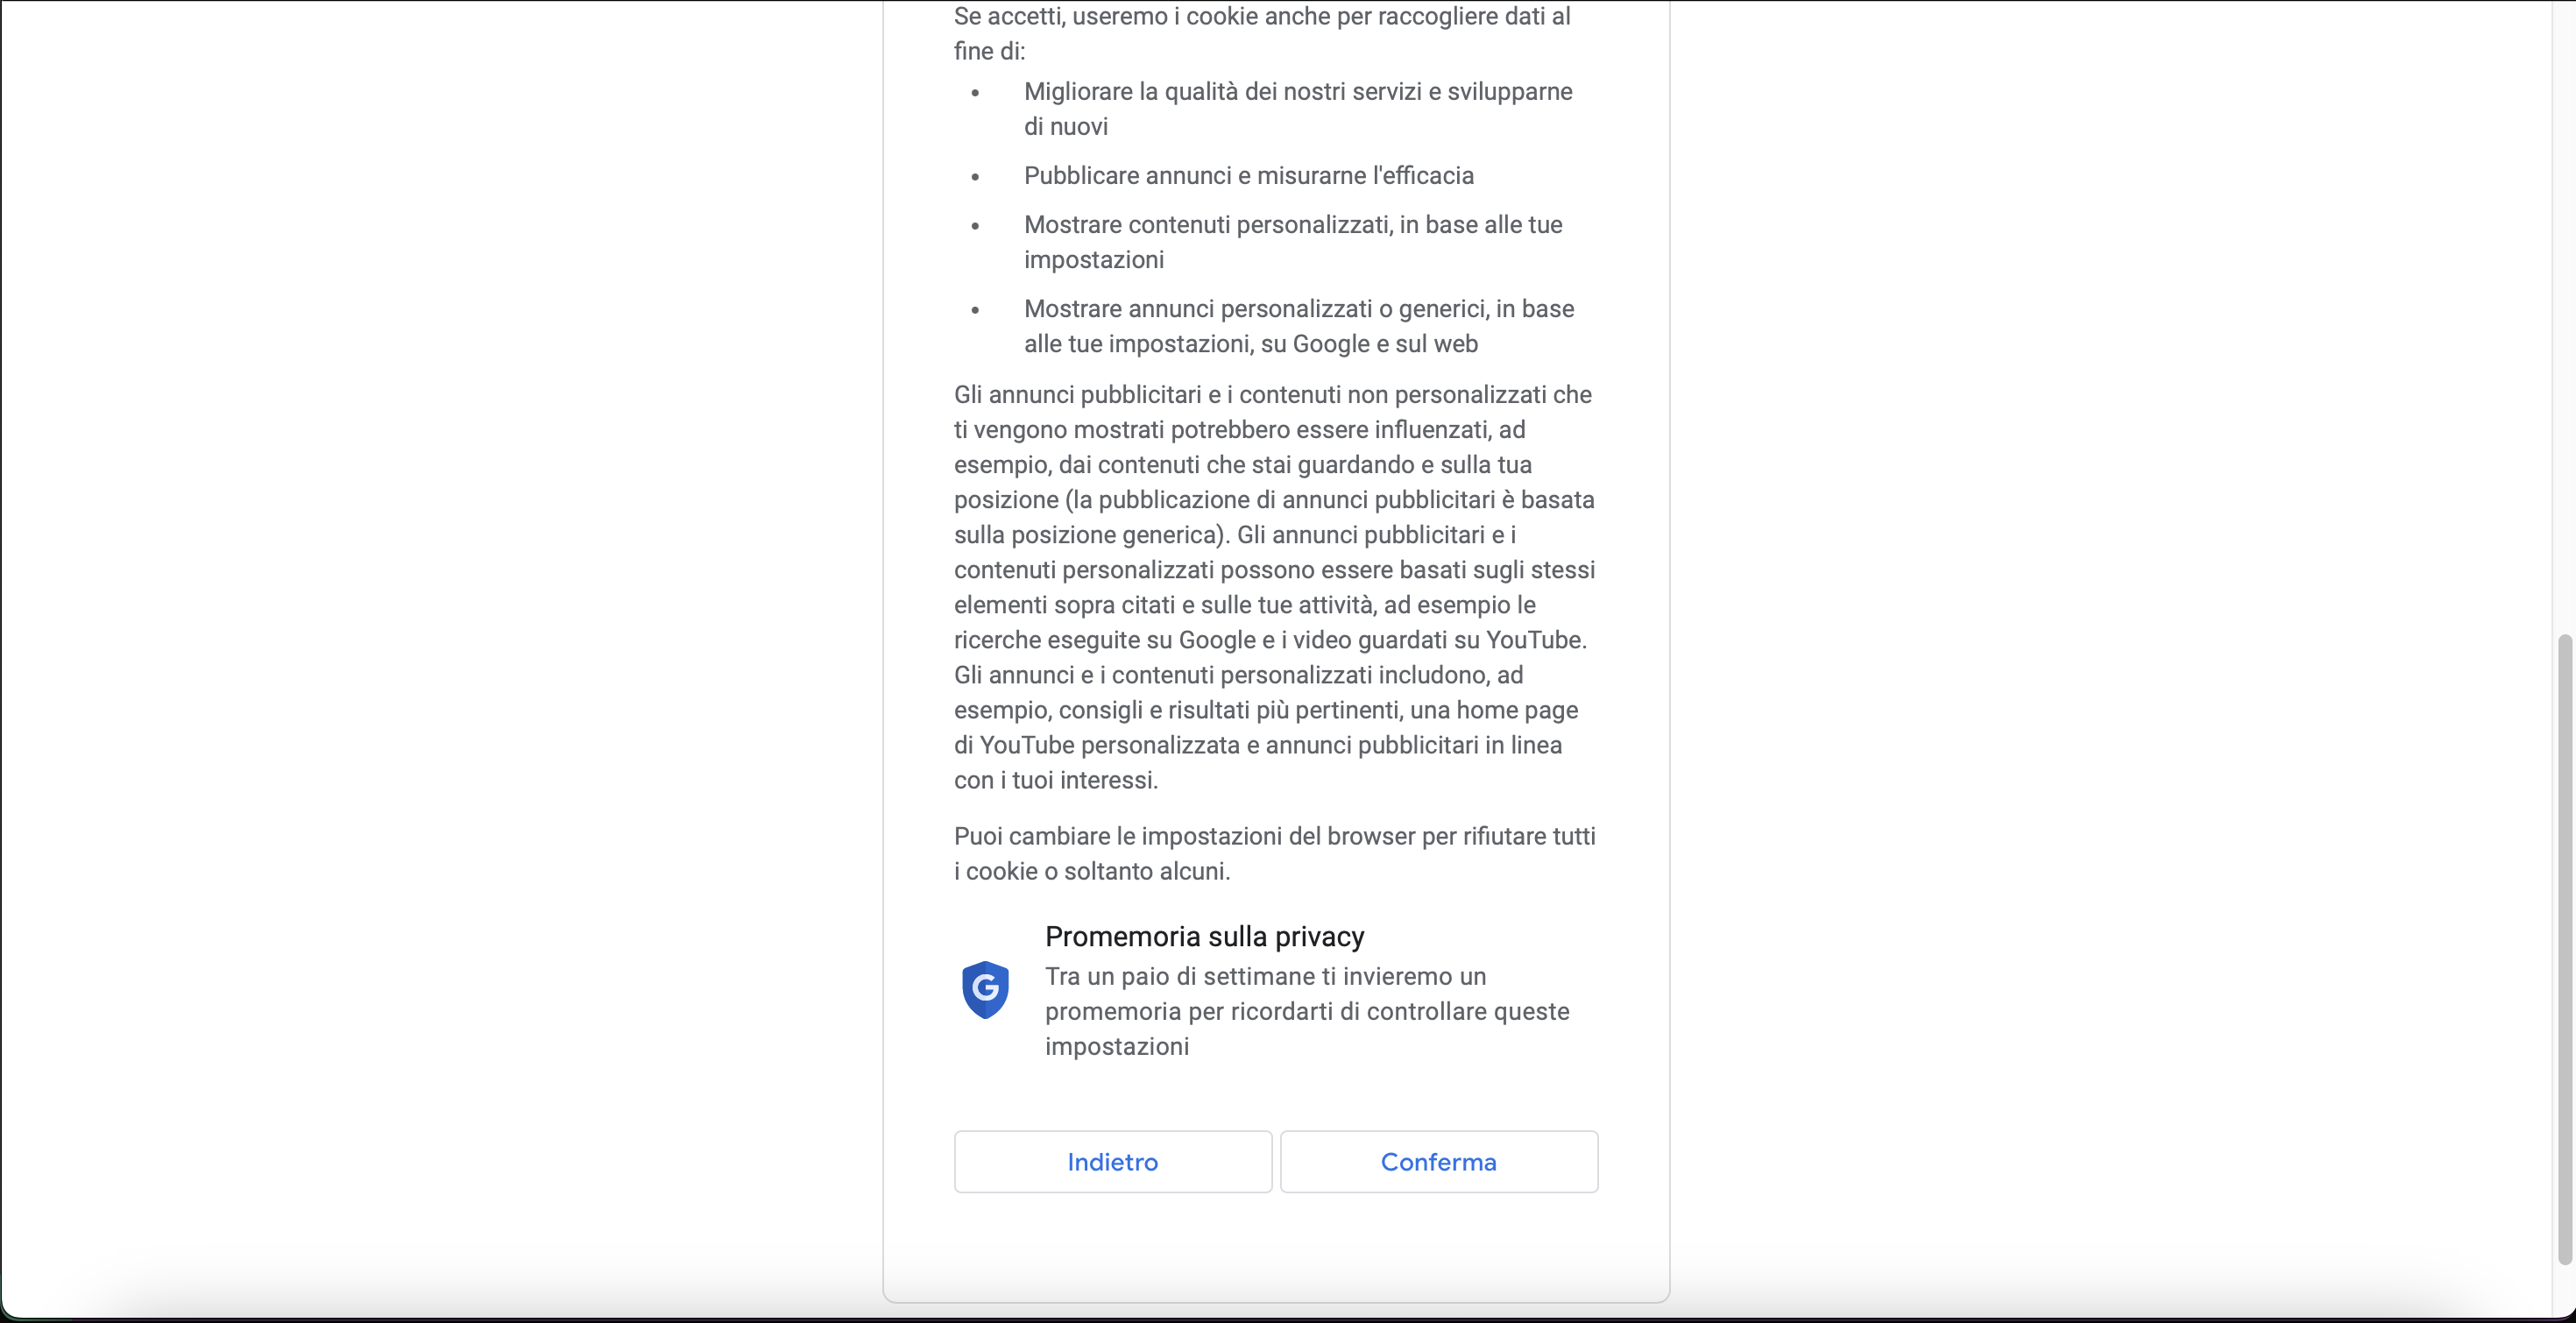 Se accetti, useremo i cookie anche per raccogliere dati al
fine di:
• Migliorare la qualità dei nostri servizi e svilupparne
di nuovi
• Pubblicare annunci e misurarne l'efficacia
• Mostrare contenuti personalizzati, in base alle tue
impostazioni
• Mostrare annunci personalizzati o generici, in base
alle tue impostazioni, su Google e sul web
Gli annunci pubblicitari e i contenuti non personalizzati che
ti vengono mostrati potrebbero essere influenzati, ad
esempio, dai contenuti che stai guardando e sulla tua
posizione (la pubblicazione di annunci pubblicitari è basata
sulla posizione generica). Gli annunci pubblicitari e i
contenuti personalizzati possono essere basati sugli stessi
elementi sopra citati e sulle tue attività, ad esempio le
ricerche eseguite su Google e i video guardati su YouTube.
Gli annunci e i contenuti personalizzati includono, ad
esempio, consigli e risultati più pertinenti, una home page
di YouTube personalizzata e annunci pubblicitari in linea
con i tuoi interessi.
Puoi cambiare le impostazioni del browser per rifiutare tutti
i cookie o soltanto alcuni.
Promemoria sulla privacy
G
Tra un paio di settimane ti invieremo un
promemoria per ricordarti di controllare queste
impostazioni
Indietro
Conferma